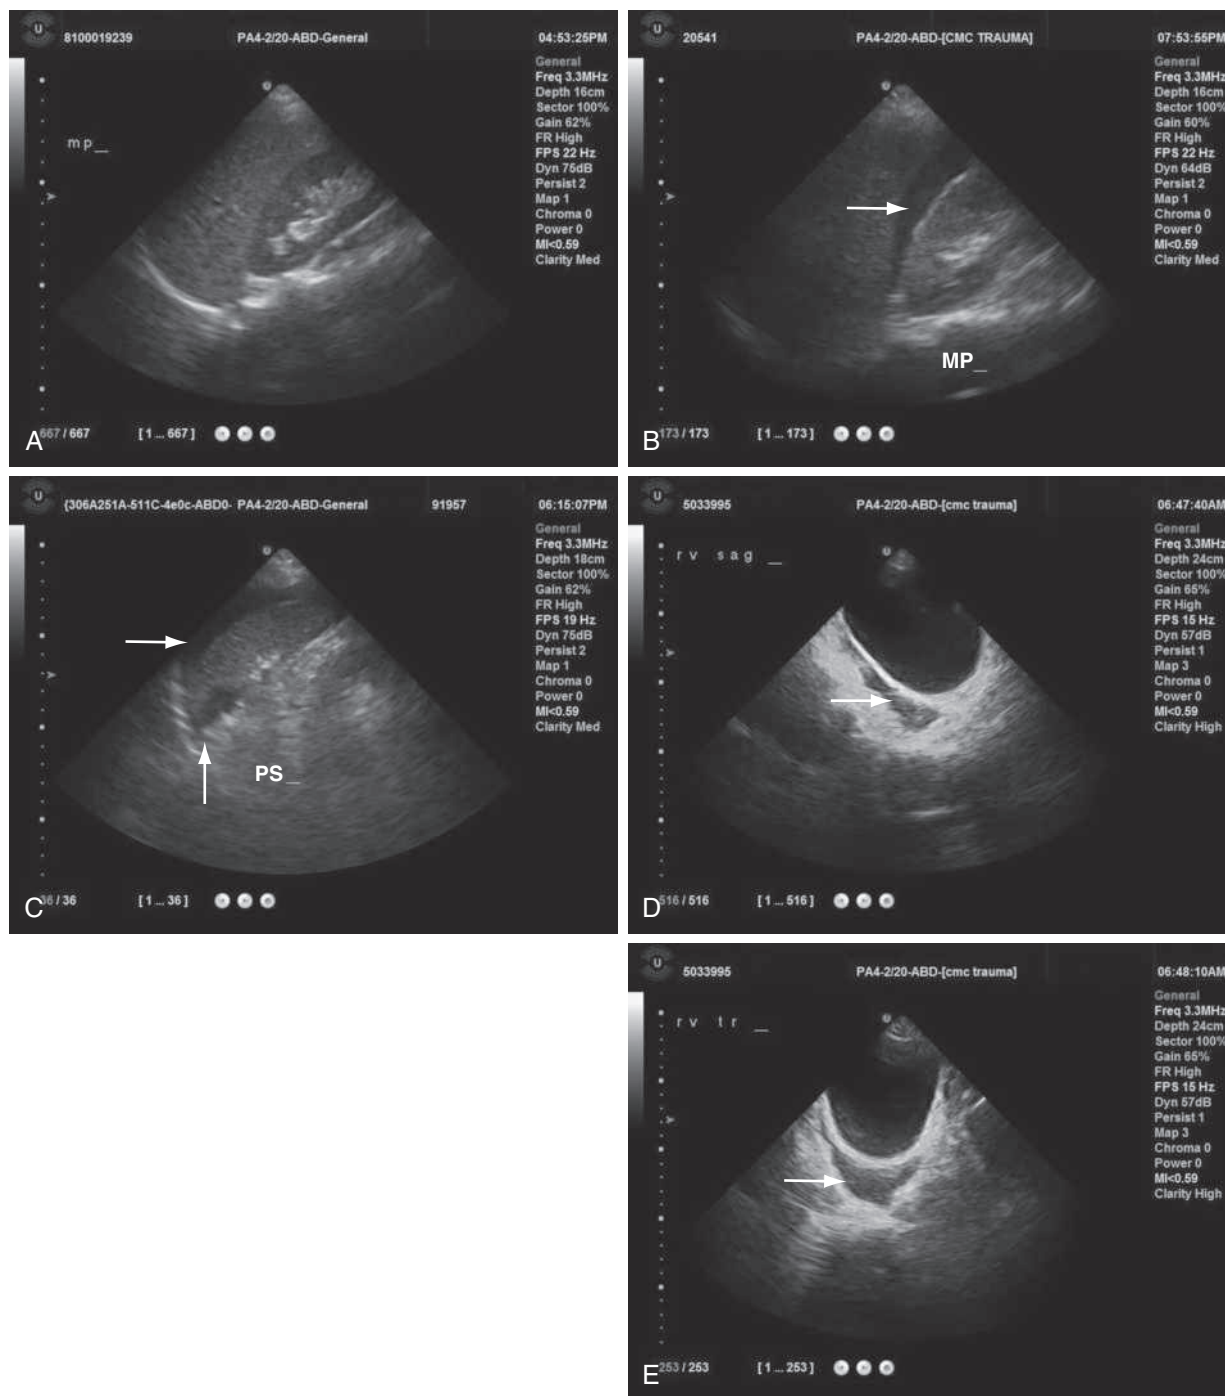 U
8100019239 PA4-2/20-ABD-General 04:53:25PM
General
Freq 3.3MHz
Depth 16cm
Sector 100%
Gain 62%
FR High
FPS 22 Hz
Dyn 75dB
Persist 2
Map 1
Chroma 0
Power 0
MI<0.59
Clarity Med
mp_
A
667 / 667 [ 1 ... 667 ]
U
20541 PA4-2/20-ABD-[CMC TRAUMA] 07:53:55PM
General
Freq 3.3MHz
Depth 16cm
Sector 100%
Gain 60%
FR High
FPS 22 Hz
Dyn 64dB
Persist 2
Map 1
Chroma 0
Power 0
MI<0.59
Clarity Med
MP_
B
173 / 173 [ 1 ... 173 ]
U
{306A251A-511C-4e0c-ABD0- PA4-2/20-ABD-General 91957 06:15:07PM
General
Freq 3.3MHz
Depth 18cm
Sector 100%
Gain 62%
FR High
FPS 19 Hz
Dyn 75dB
Persist 2
Map 1
Chroma 0
Power 0
MI<0.59
Clarity Med
PS_
C
36 / 36 [ 1 ... 36 ]
U
5033995 PA4-2/20-ABD-[cmc trauma] 06:47:40AM
rv sag _
General
Freq 3.3MHz
Depth 24cm
Sector 100%
Gain 65%
FR High
FPS 15 Hz
Dyn 57dB
Persist 1
Map 3
Chroma 0
Power 0
MI<0.59
Clarity High
D
516 / 516 [ 1 ... 516 ]
U
5033995 PA4-2/20-ABD-[cmc trauma] 06:48:10AM
rv tr _
General
Freq 3.3MHz
Depth 24cm
Sector 100%
Gain 65%
FR High
FPS 15 Hz
Dyn 57dB
Persist 1
Map 3
Chroma 0
Power 0
MI<0.59
Clarity High
E
253 / 253 [ 1 ... 253 ]